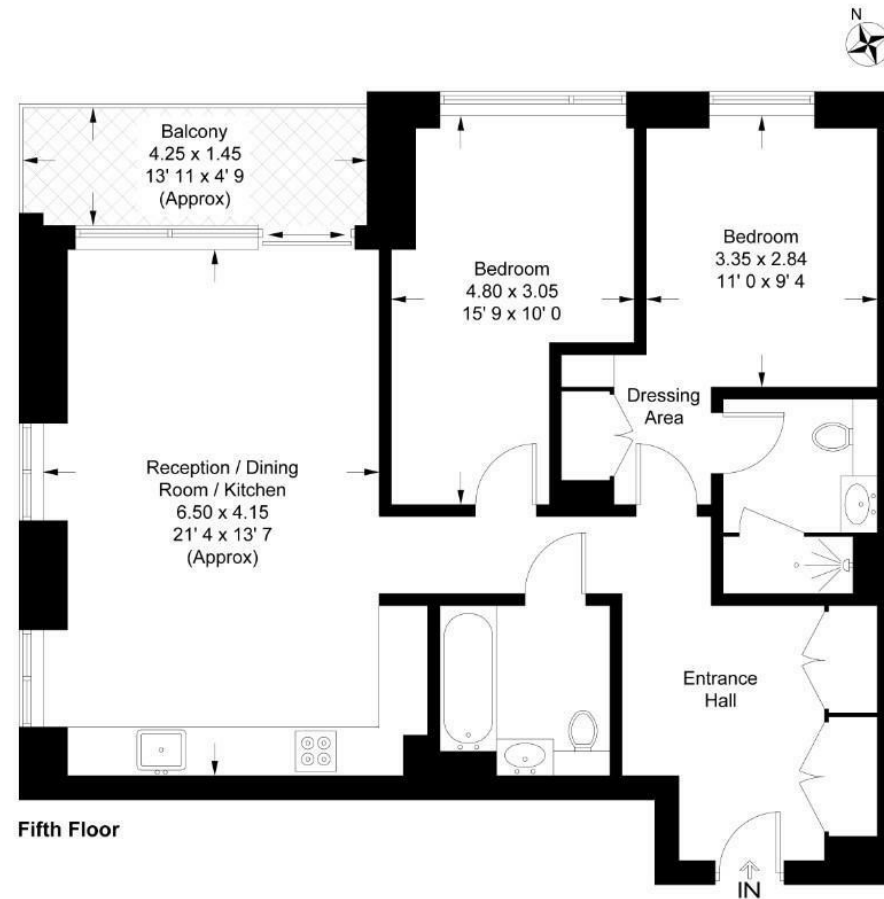 N
Balcony
4.25 x 1.45
13' 11 x 4' 9
(Approx)
Bedroom
4.80 x 3.05
15' 9 x 10' 0
Bedroom
3.35 x 2.84
11' 0 x 9' 4
Dressing
Area
Reception / Dining
Room / Kitchen
6.50 x 4.15
21' 4 x 13' 7
(Approx)
Entrance
Hall
Fifth Floor
IN